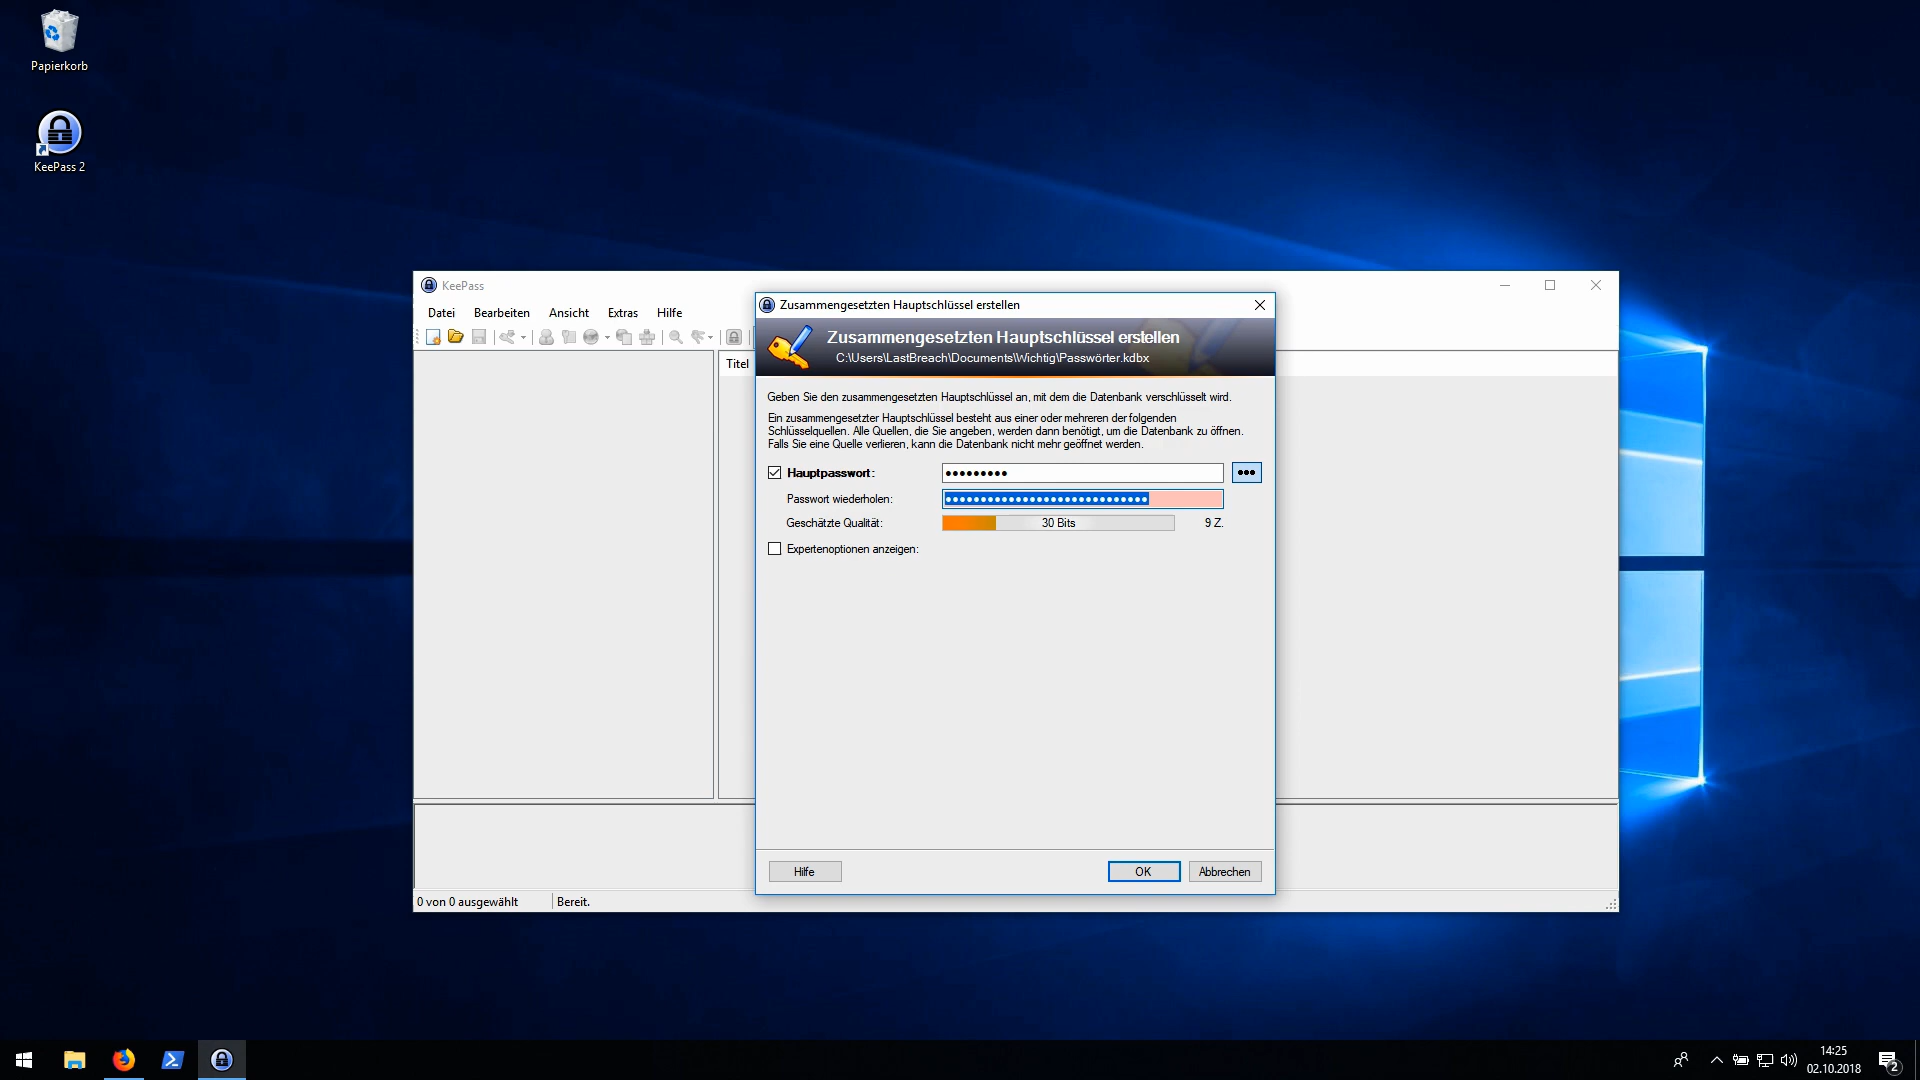 Papierkorb
KeePass 2
KeePass
Datei Bearbeiten Ansicht Extras Hilfe
Titel
Zusammengesetzten Hauptschlüssel erstellen
Zusammengesetzten Hauptschlüssel erstellen
C:\Users\LastBreach\Documents\Wichtig\Passwörter.kdbx
Geben Sie den zusammengesetzten Hauptschlüssel an, mit dem die Datenbank verschlüsselt wird.
Ein zusammengesetzter Hauptschlüssel besteht aus einer oder mehreren der folgenden
Schlüsselquellen. Alle Quellen, die Sie angeben, werden dann benötigt, um die Datenbank zu öffnen.
Falls Sie eine Quelle verlieren, kann die Datenbank nicht mehr geöffnet werden.
Hauptpasswort:
Passwort wiederholen:
Geschätzte Qualität: 30 Bits 9 Z.
Expertenoptionen anzeigen:
Hilfe OK Abbrechen
0 von 0 ausgewählt Bereit.
14:25
02.10.2018
2